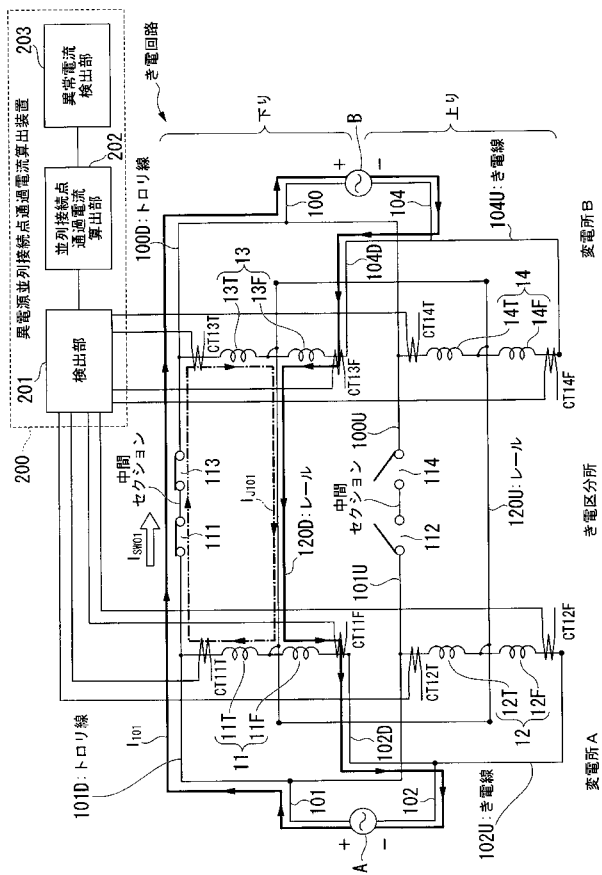 異電源並列接続点通過電流算出装置
200
201
検出部
並列接続点
通過電流
算出部
202
異常電流
検出部
203
き電回路
下り
上り
I101
101D:トロリ線
ISW01
中間
セクション
111
113
100D:トロリ線
CT11T
11T
11
11F
CT11F
IJ101
120D:レール
CT13T
13T
13
13F
CT13F
104D
102D
A
+
−
101
102
B
+
−
100
104
101U
中間
セクション
112
114
100U
CT12T
12T
12
12F
CT12F
120U:レール
CT14T
14T
14
14F
CT14F
102U:き電線
104U:き電線
変電所A
き電区分所
変電所B